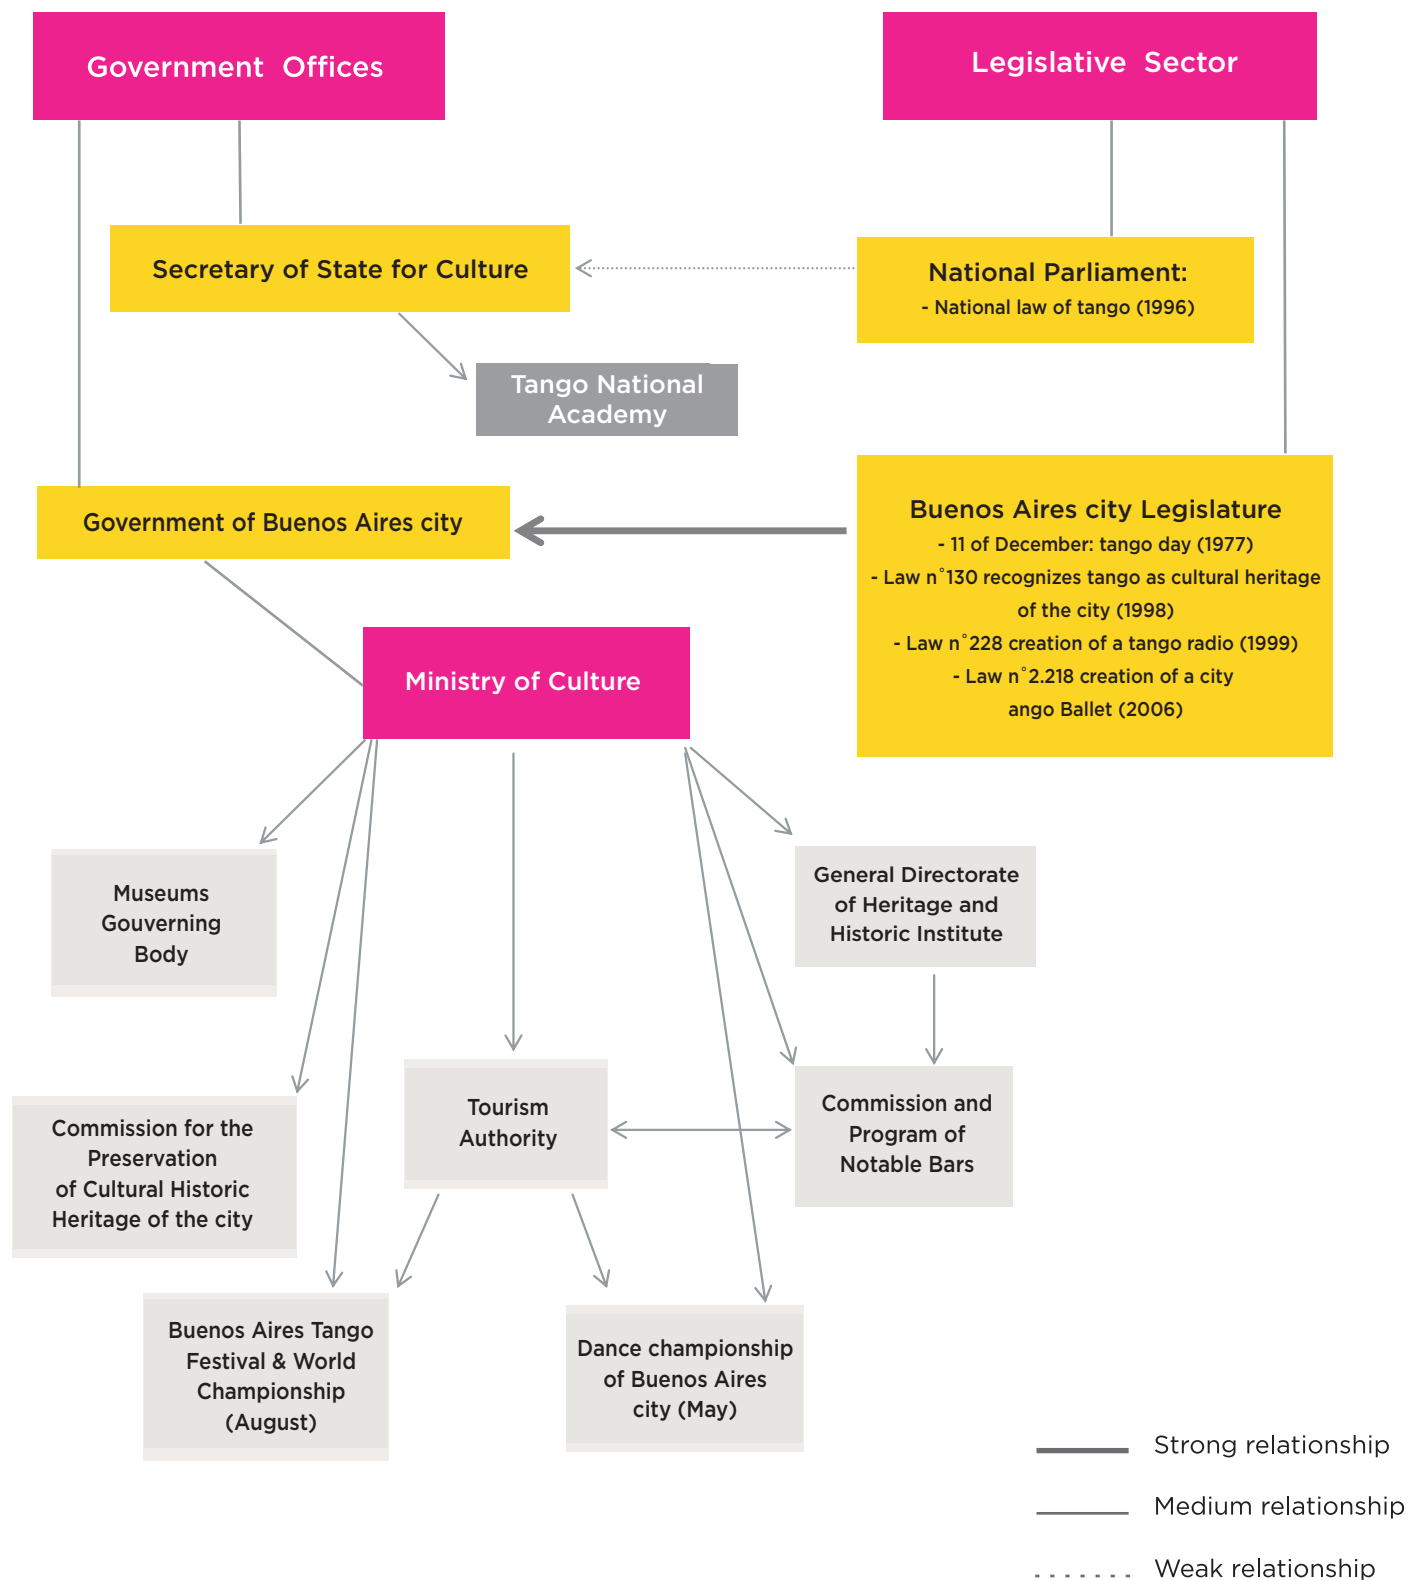 Government Offices
Legislative Sector
Secretary of State for Culture
National Parliament:
- National law of tango (1996)
Tango National
Academy
Government of Buenos Aires city
Buenos Aires city Legislature
- 11 of December: tango day (1977)
- Law n°130 recognizes tango as cultural heritage
of the city (1998)
- Law n°228 creation of a tango radio (1999)
- Law n°2.218 creation of a city
ango Ballet (2006)
Ministry of Culture
Museums
Gouverning
Body
General Directorate
of Heritage and
Historic Institute
Commission for the
Preservation
of Cultural Historic
Heritage of the city
Tourism
Authority
Commission and
Program of
Notable Bars
Buenos Aires Tango
Festival & World
Championship
(August)
Dance championship
of Buenos Aires
city (May)
Strong relationship
Medium relationship
Weak relationship